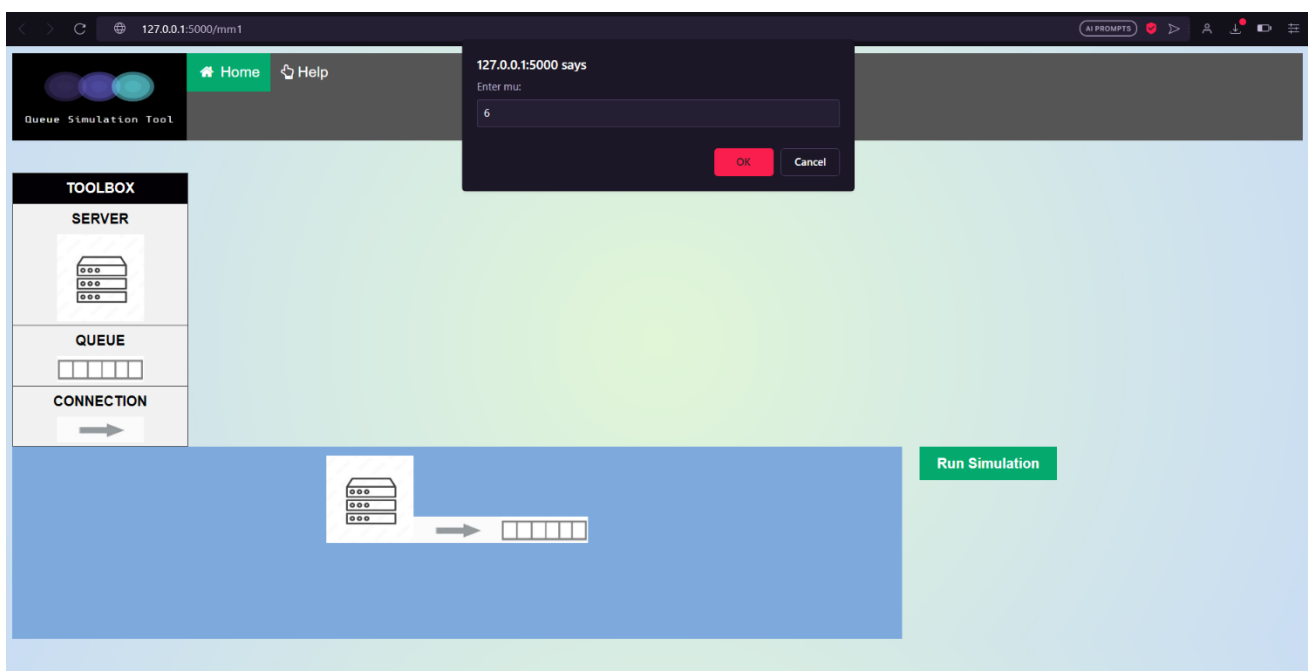 127.0.0.1:5000/mm1
AI PROMPTS
Home
Help
Queue Simulation Tool
127.0.0.1:5000 says
Enter mu:
6
OK
Cancel
TOOLBOX
SERVER
QUEUE
CONNECTION
Run Simulation